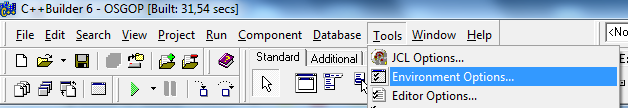 C++Builder 6 - OSGOP [Built: 31,54 secs]
File Edit Search View Project Run Component Database Tools Window Help <No
Standard Additional JCL Options...
Environment Options...
Editor Options...